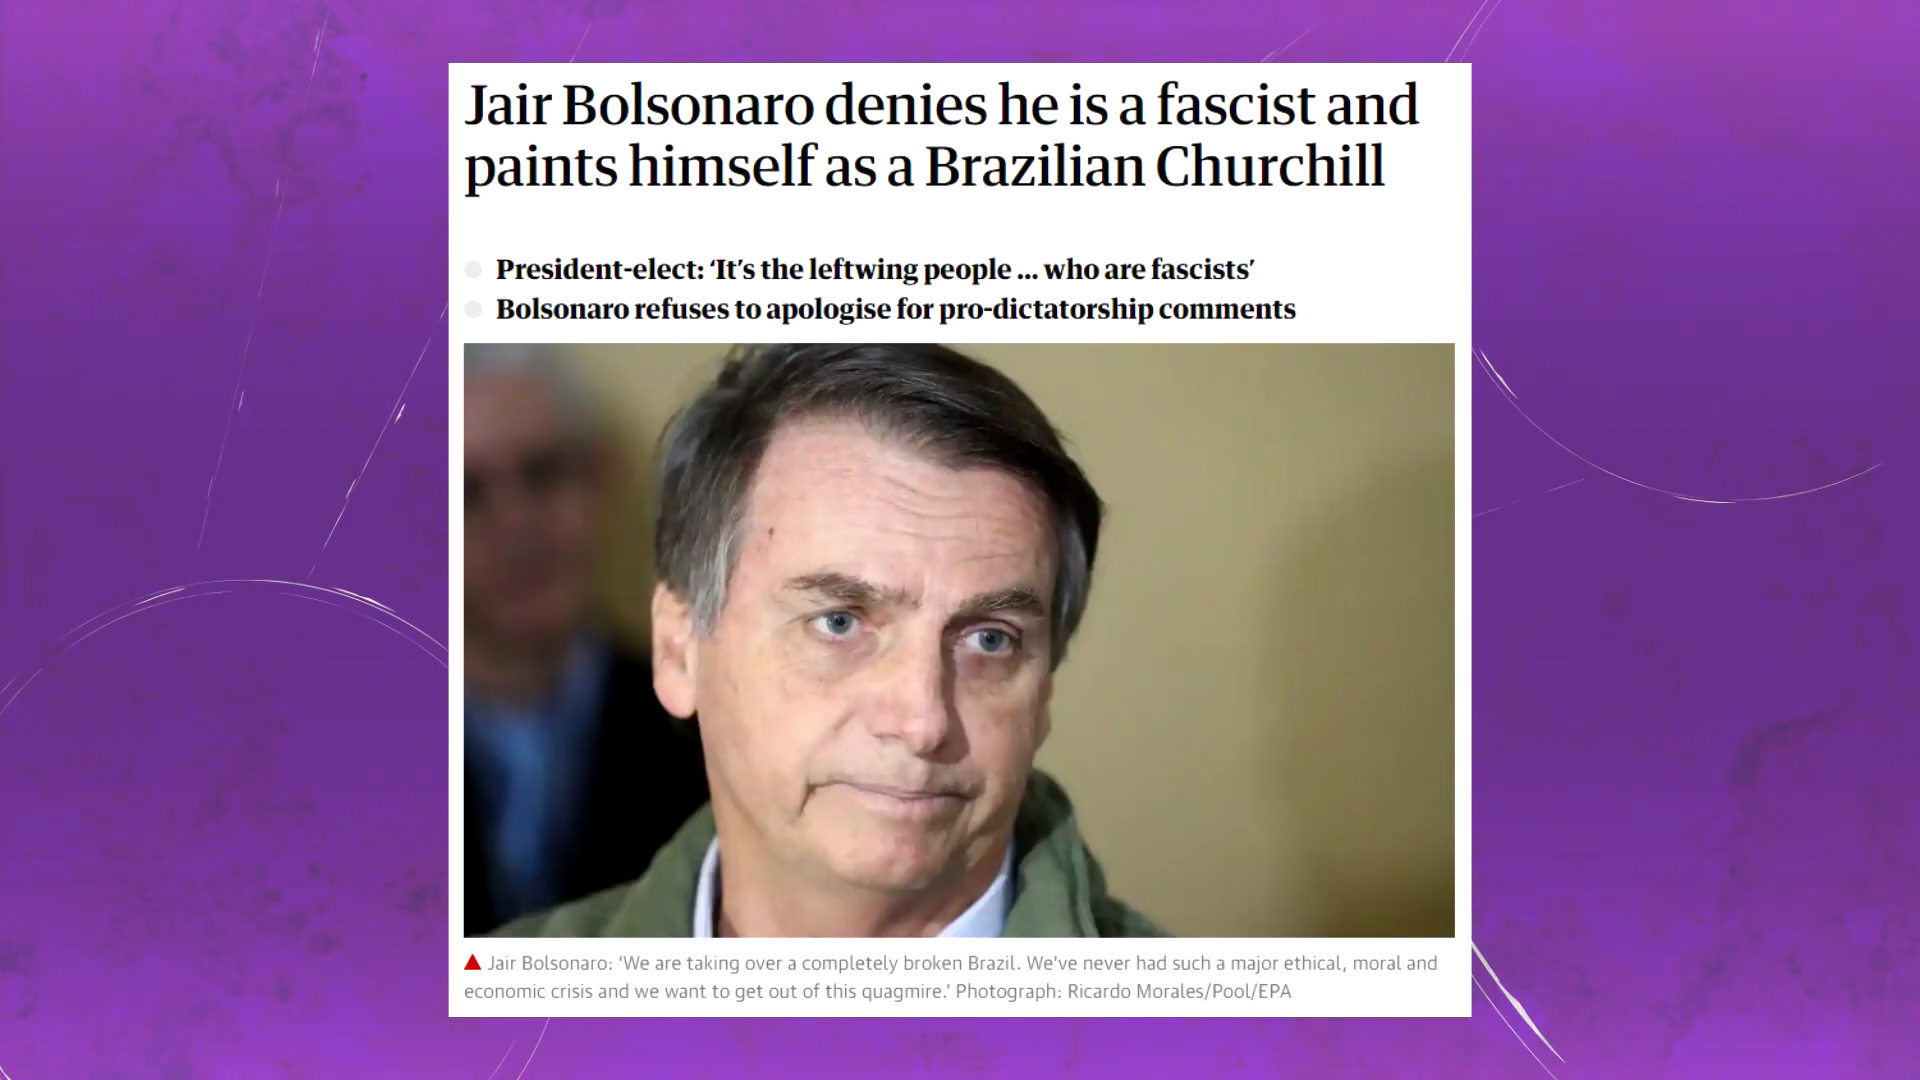 Jair Bolsonaro denies he is a fascist and
paints himself as a Brazilian Churchill
President-elect: ‘It’s the leftwing people ... who are fascists’
Bolsonaro refuses to apologise for pro-dictatorship comments
Jair Bolsonaro: ‘We are taking over a completely broken Brazil. We’ve never had such a major ethical, moral and
economic crisis and we want to get out of this quagmire.’ Photograph: Ricardo Morales/Pool/EPA